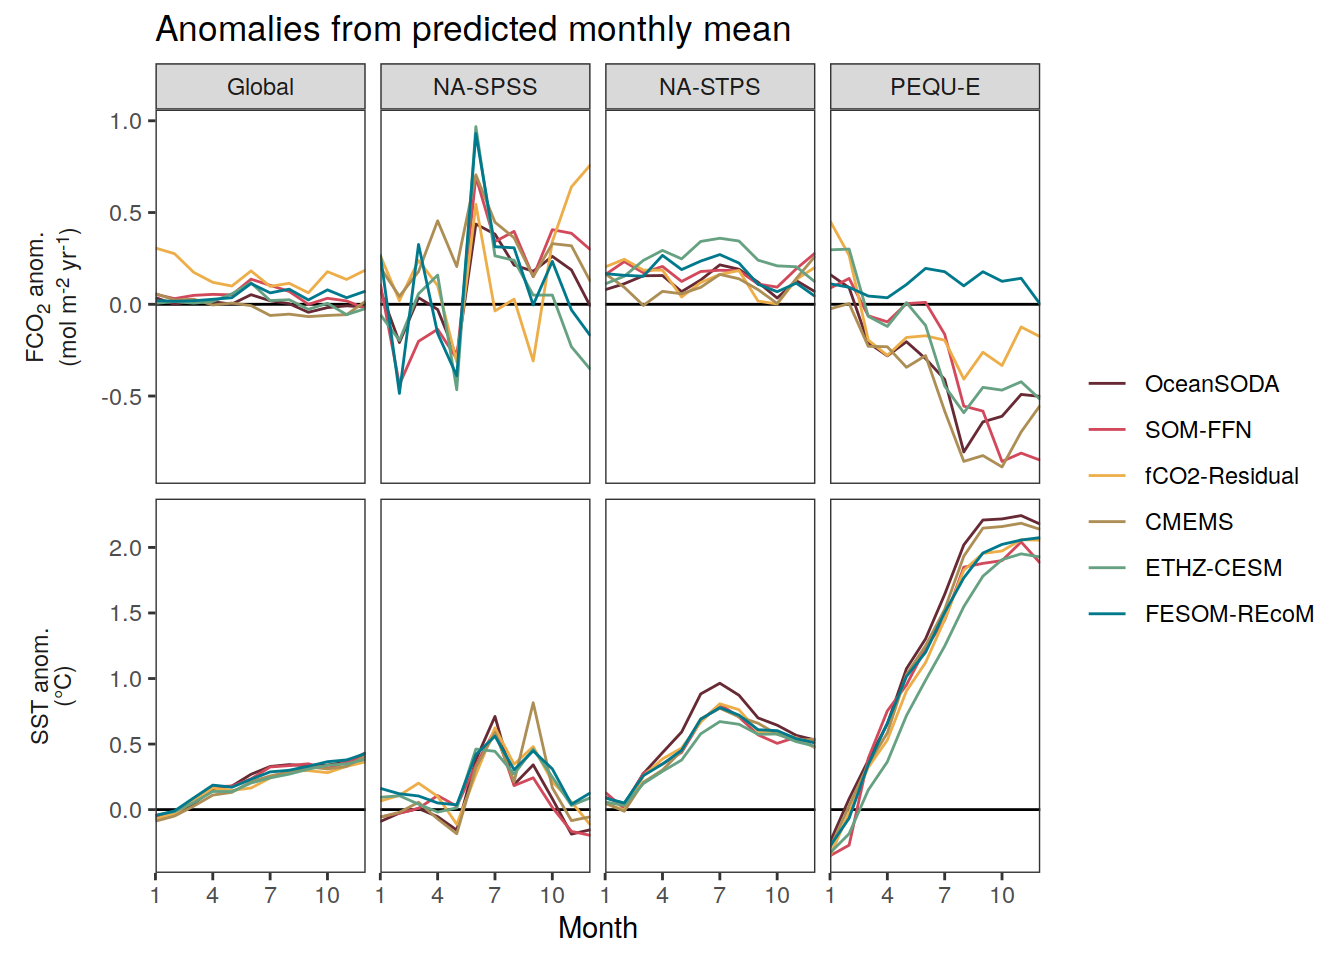 Anomalies from predicted monthly mean
Global NA-SPSS NA-STPS PEQU-E
FCO2 anom.
(mol m-2 yr-1)
1.0
0.5
0.0
-0.5
SST anom.
(°C)
2.0
1.5
1.0
0.5
0.0
1 4 7 10 1 4 7 10 1 4 7 10 1 4 7 10
Month
OceanSODA
SOM-FFN
fCO2-Residual
CMEMS
ETHZ-CESM
FESOM-REcoM